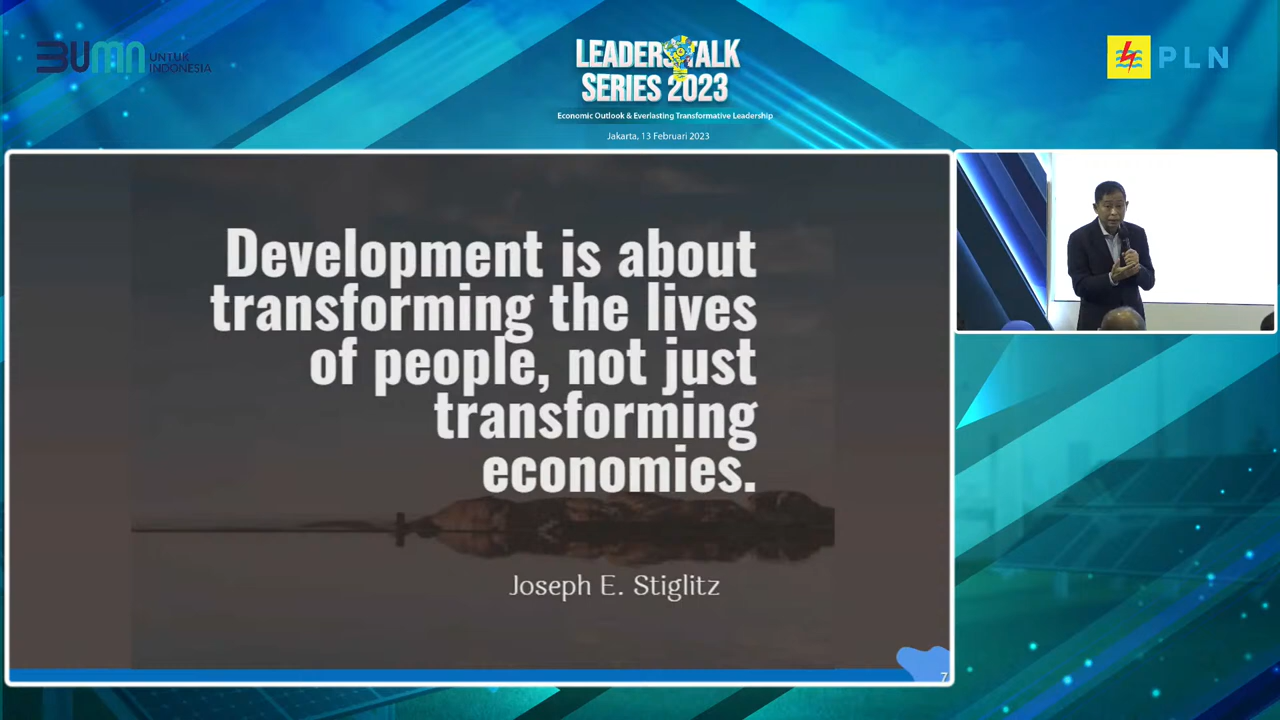 BUMN
UNTUK
INDONESIA
LEADERSTALK
SERIES 2023
Economic Outlook & Everlasting Transformative Leadership
Jakarta, 13 Februari 2023
PLN
Development is about
transforming the lives
of people, not just
transforming
economies.
Joseph E. Stiglitz
7